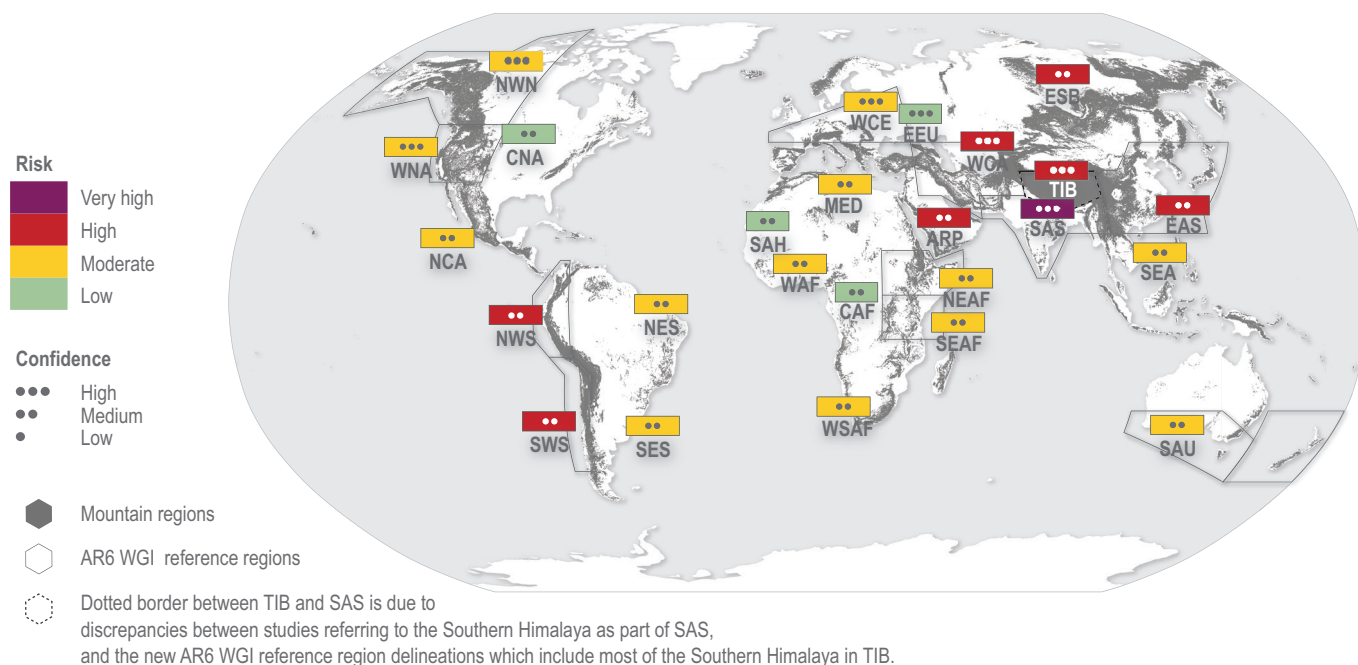 NWN
ESB
WCE
EEU
WNA
CNA
WCA
TIB
MED
SAS
EAS
SAH
ARP
NCA
SEA
WAF
NEAF
CAF
NES
NWS
SEAF
WSAF
SWS
SES
SAU
Risk
Very high
High
Moderate
Low
Confidence
High
Medium
Low
Mountain regions
AR6 WGI reference regions
Dotted border between TIB and SAS is due to
discrepancies between studies referring to the Southern Himalaya as part of SAS,
and the new AR6 WGI reference region delineations which include most of the Southern Himalaya in TIB.